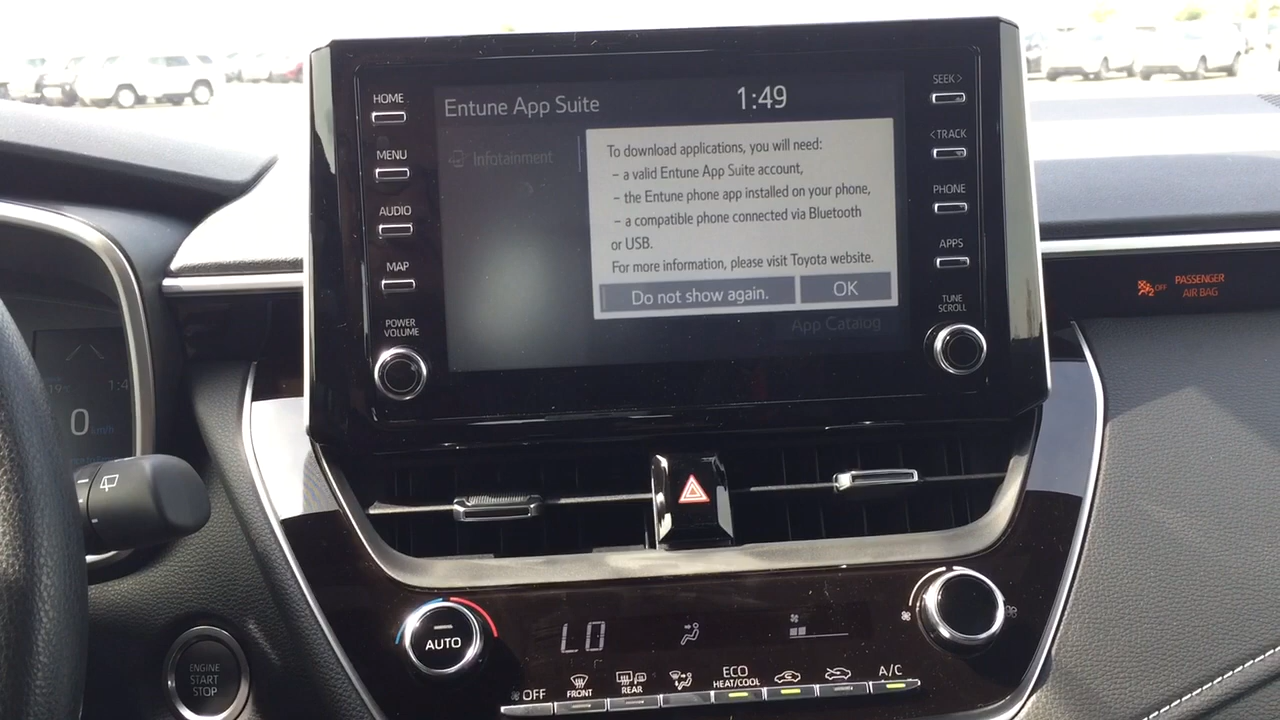 HOME
MENU
AUDIO
MAP
POWER
VOLUME
Entune App Suite
1:49
Infotainment
To download applications, you will need:
– a valid Entune App Suite account,
– the Entune phone app installed on your phone,
– a compatible phone connected via Bluetooth
or USB.
For more information, please visit Toyota website.
Do not show again.
OK
App Catalog
SEEK>
<TRACK
PHONE
APPS
TUNE
SCROLL
OFF
PASSENGER
AIR BAG
0
km/h
ENGINE
START
STOP
AUTO
LO
OFF
FRONT
REAR
ECO
HEAT/COOL
A/C